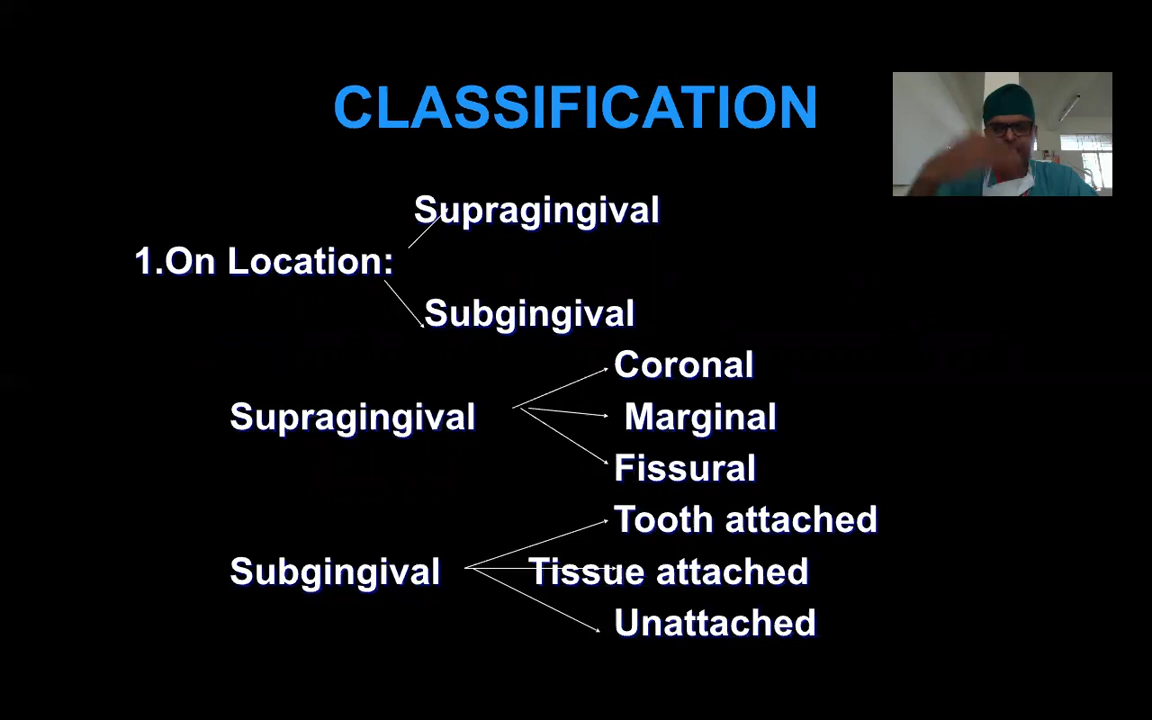 CLASSIFICATION
Supragingival
1.On Location:
Subgingival
Coronal
Supragingival Marginal
Fissural
Tooth attached
Subgingival Tissue attached
Unattached